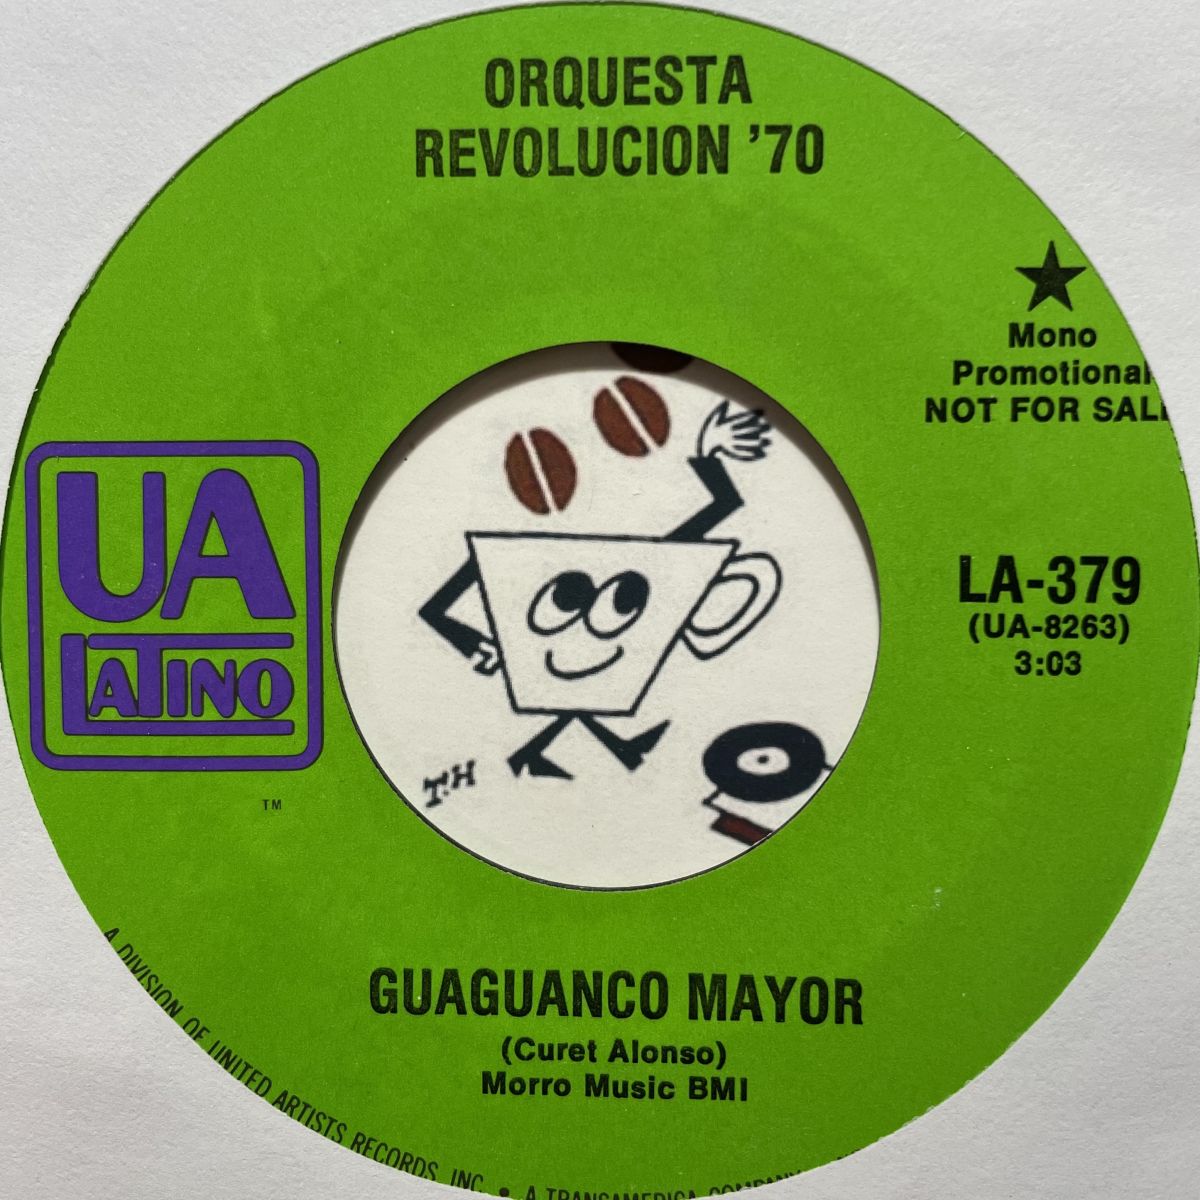 ORQUESTA
REVOLUCION '70
★
Mono
Promotional
NOT FOR SAL
UA
LATINO
TM
LA-379
(UA-8263)
3:03
T.H
GUAGUANCO MAYOR
(Curet Alonso)
Morro Music BMI
A DIVISION OF UNITED ARTISTS RECORDS, INC. • A TRANSAMERICA COMPANY